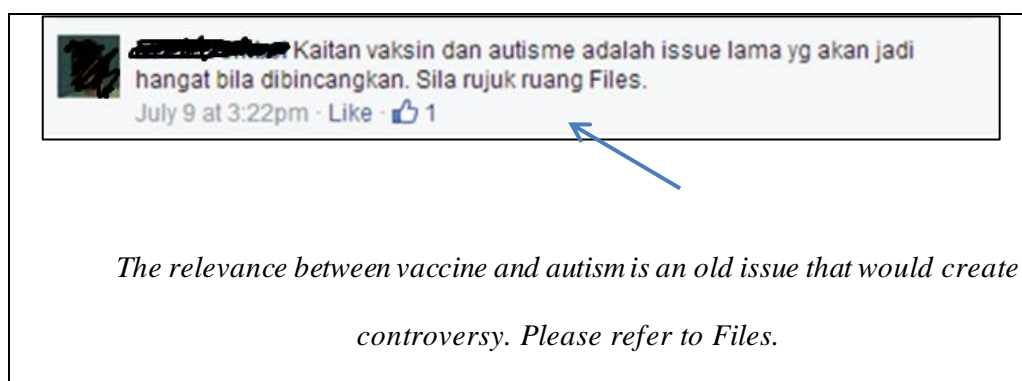 Kaitan vaksin dan autisme adalah issue lama yg akan jadi
hangat bila dibincangkan. Sila rujuk ruang Files.
July 9 at 3:22pm · Like · 1
The relevance between vaccine and autism is an old issue that would create
controversy. Please refer to Files.